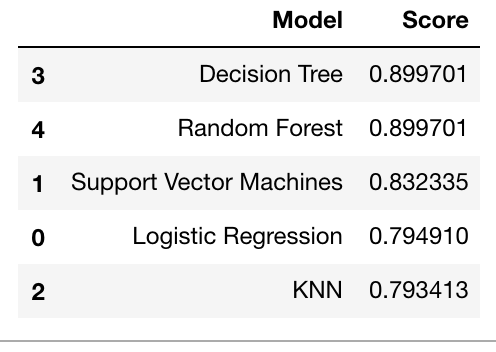 Model Score
3 Decision Tree 0.899701
4 Random Forest 0.899701
1 Support Vector Machines 0.832335
0 Logistic Regression 0.794910
2 KNN 0.793413